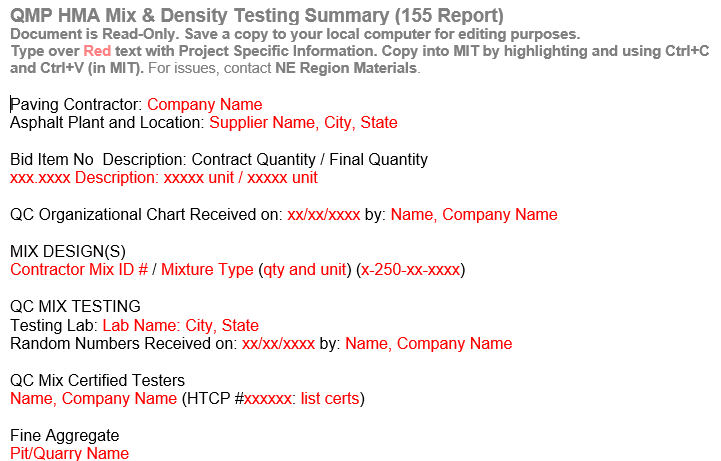 QMP HMA Mix & Density Testing Summary (155 Report)
Document is Read-Only. Save a copy to your local computer for editing purposes.
Type over Red text with Project Specific Information. Copy into MIT by highlighting and using Ctrl+C
and Ctrl+V (in MIT). For issues, contact NE Region Materials.
Paving Contractor: Company Name
Asphalt Plant and Location: Supplier Name, City, State
Bid Item No  Description: Contract Quantity / Final Quantity
xxx.xxxx Description: xxxxx unit / xxxxx unit
QC Organizational Chart Received on: xx/xx/xxxx by: Name, Company Name
MIX DESIGN(S)
Contractor Mix ID # / Mixture Type (qty and unit) (x-250-xx-xxxx)
QC MIX TESTING
Testing Lab: Lab Name: City, State
Random Numbers Received on: xx/xx/xxxx by: Name, Company Name
QC Mix Certified Testers
Name, Company Name (HTCP #xxxxxx: list certs)
Fine Aggregate
Pit/Quarry Name